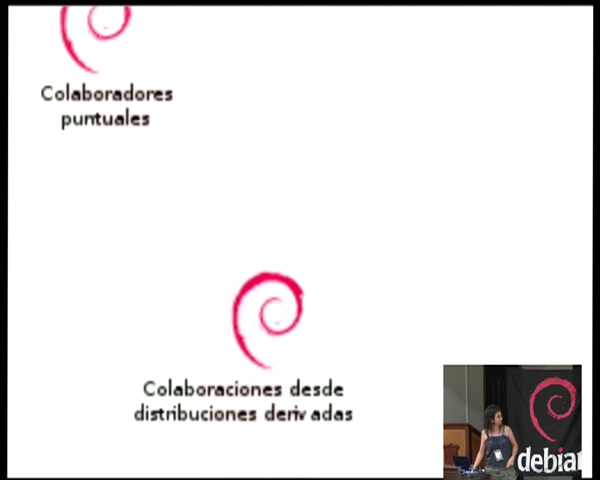 Colaboradores
puntuales
Colaboraciones desde
distribuciones derivadas
debian